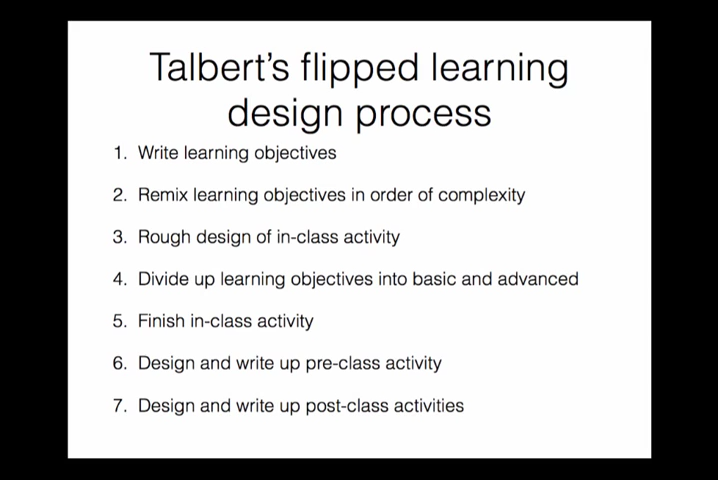 Talbert's flipped learning
design process
1. Write learning objectives
2. Remix learning objectives in order of complexity
3. Rough design of in-class activity
4. Divide up learning objectives into basic and advanced
5. Finish in-class activity
6. Design and write up pre-class activity
7. Design and write up post-class activities